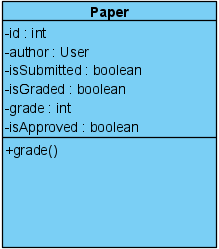 Paper
-id : int
-author : User
-isSubmitted : boolean
-isGraded : boolean
-grade : int
-isApproved : boolean
+grade()